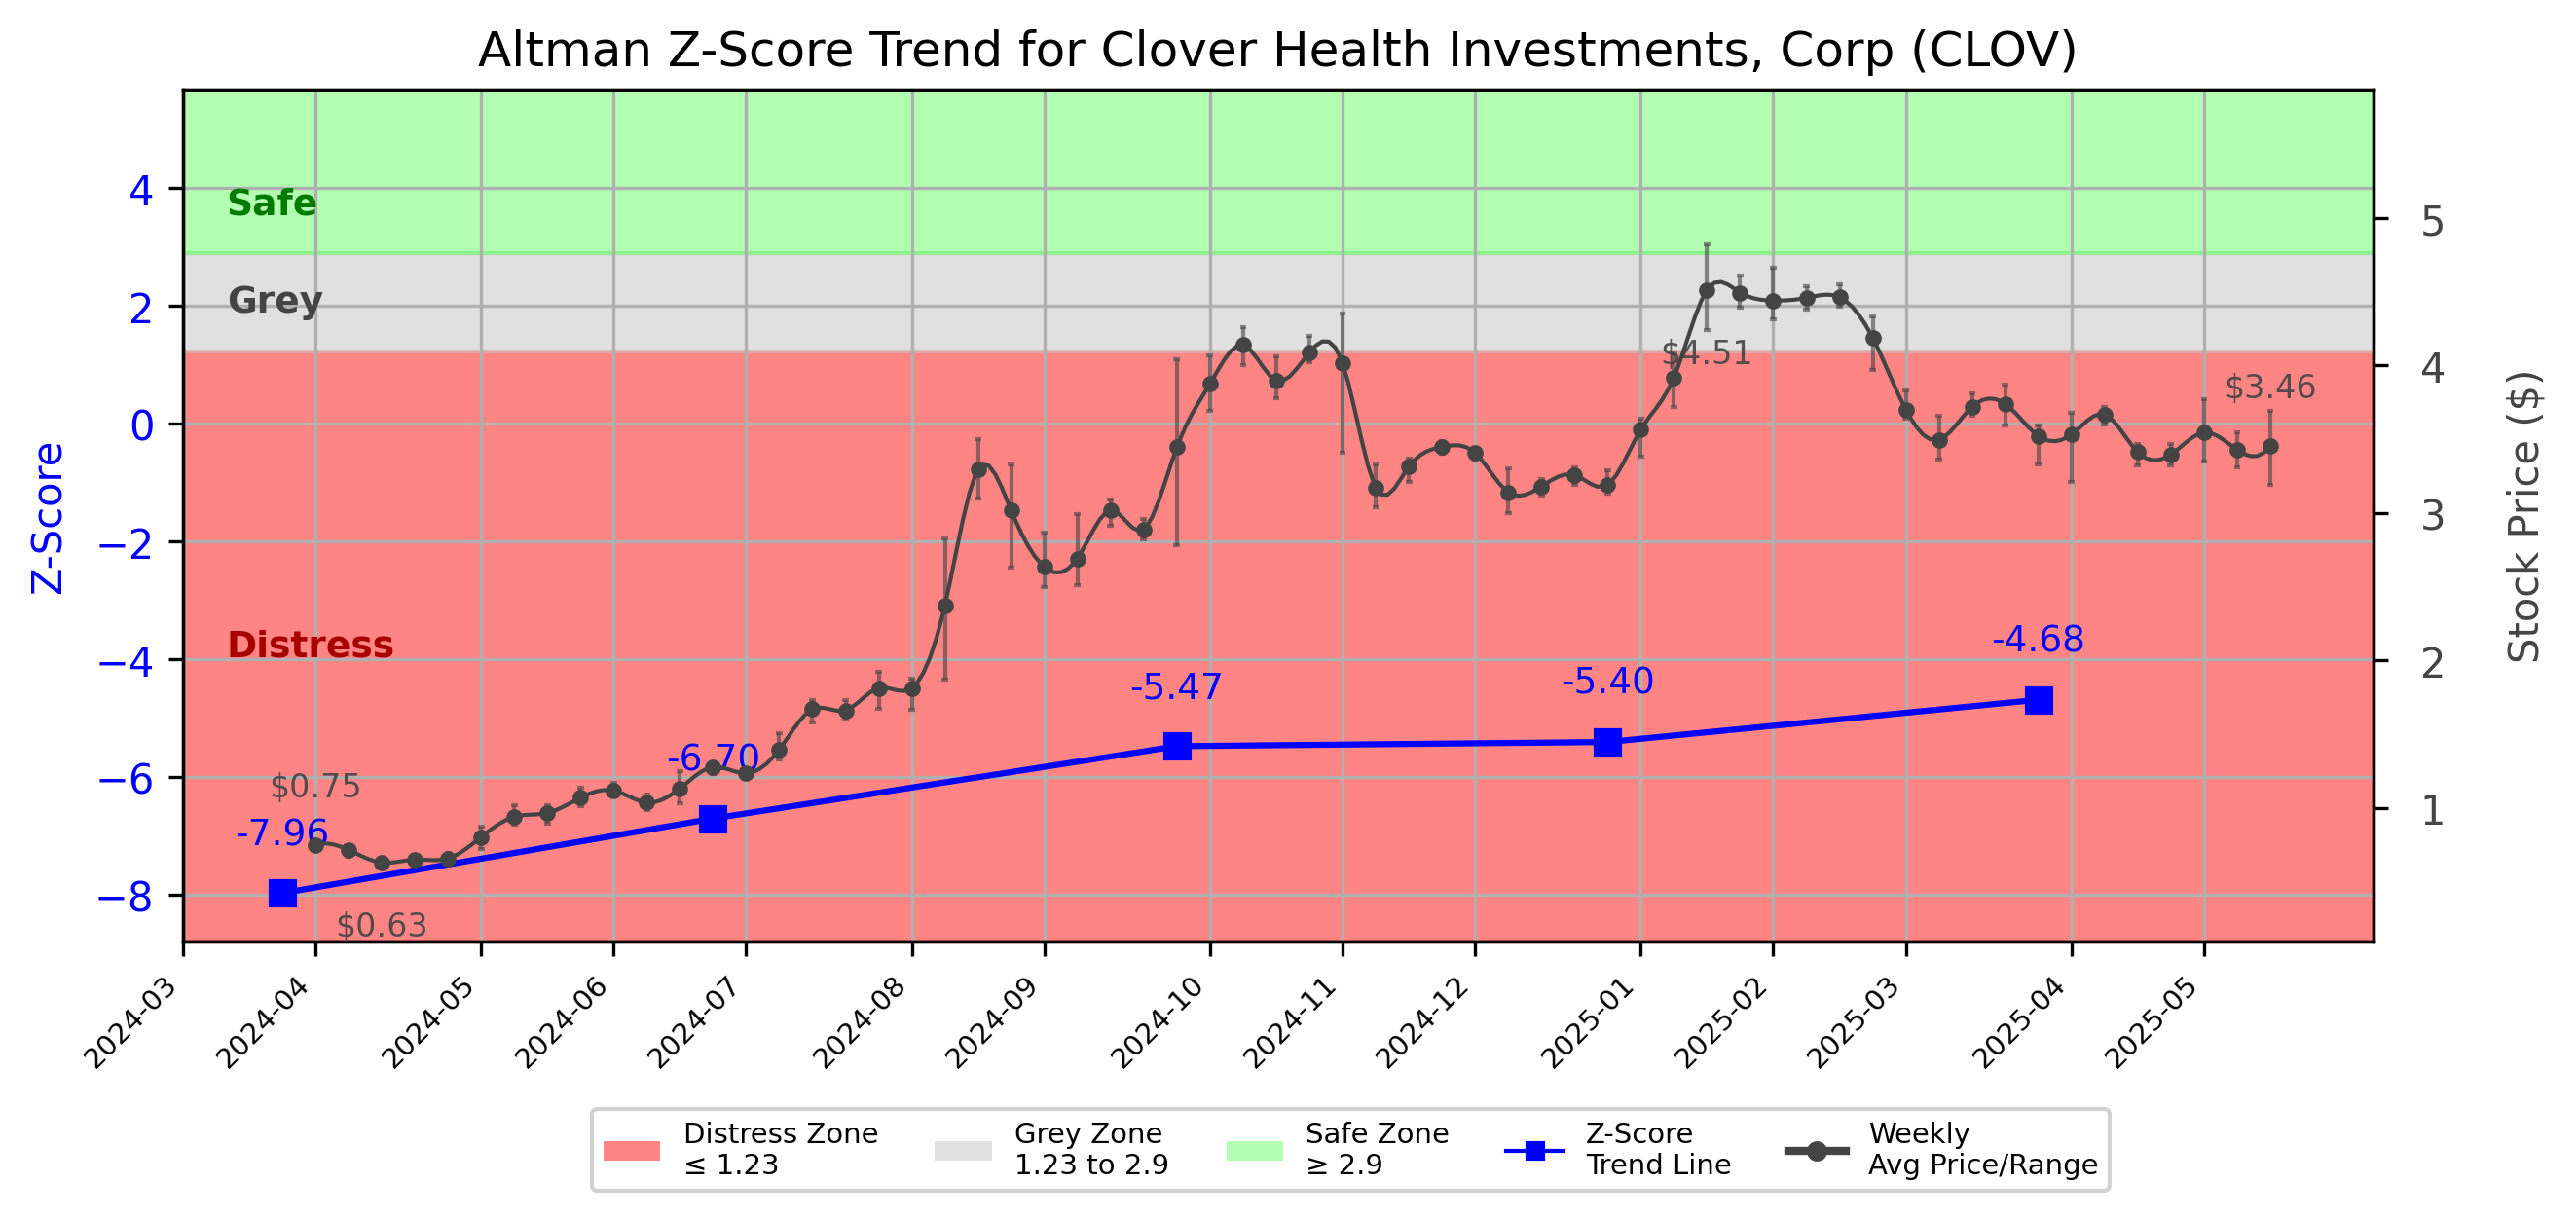 Altman Z-Score Trend for Clover Health Investments, Corp (CLOV)
Z-Score
4
2
0
−2
−4
−6
−8
Safe
Grey
Distress
$0.75
-7.96
$0.63
-6.70
-5.47
-5.40
-4.68
$4.51
$3.46
5
4
3
2
1
Stock Price ($)
2024-03
2024-04
2024-05
2024-06
2024-07
2024-08
2024-09
2024-10
2024-11
2024-12
2025-01
2025-02
2025-03
2025-04
2025-05
Distress Zone
≤ 1.23
Grey Zone
1.23 to 2.9
Safe Zone
≥ 2.9
Z-Score
Trend Line
Weekly
Avg Price/Range